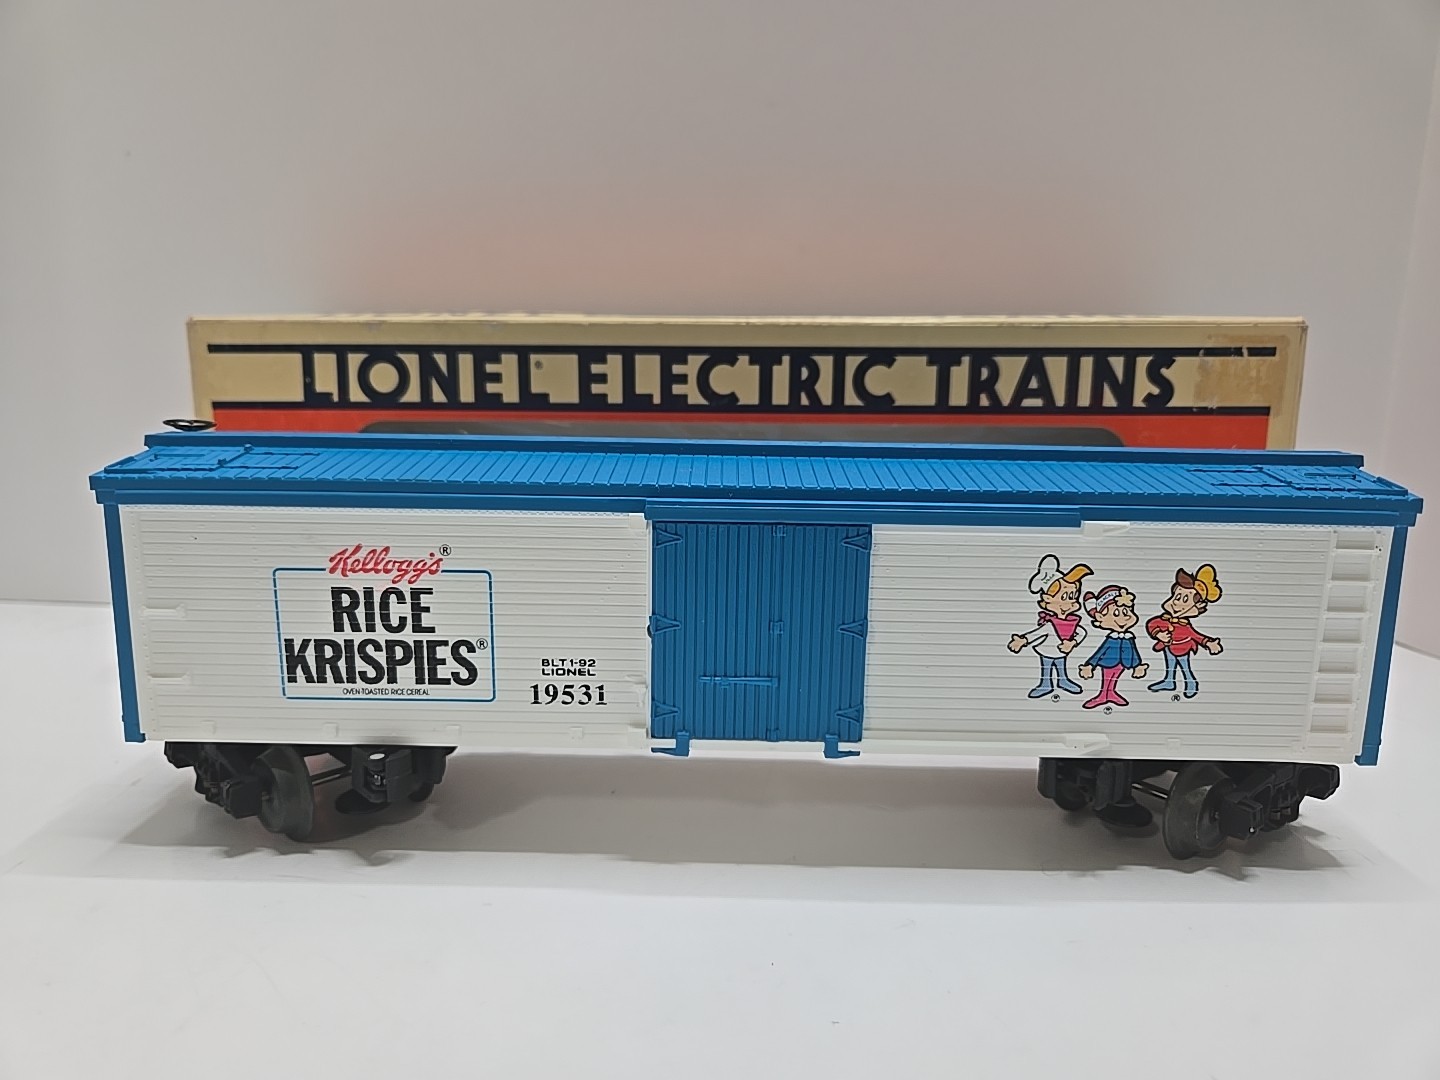 LIONEL® ELECTRIC TRAINS
Kellogg's®
RICE
KRISPIES®
OVEN-TOASTED RICE CEREAL
BLT 1-92
LIONEL
19531
®